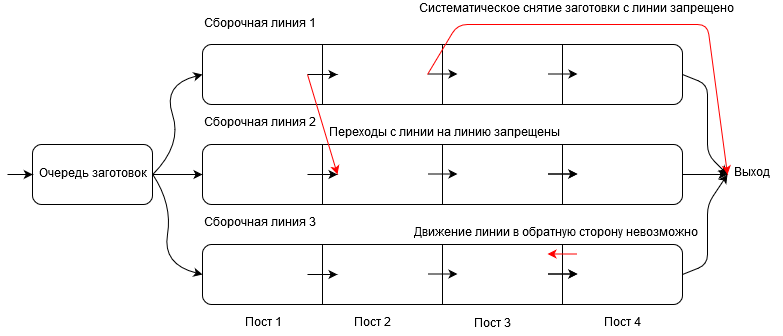 Систематическое снятие заготовки с линии запрещено
Сборочная линия 1
Сборочная линия 2
Переходы с линии на линию запрещены
Очередь заготовок
Выход
Сборочная линия 3
Движение линии в обратную сторону невозможно
Пост 1
Пост 2
Пост 3
Пост 4